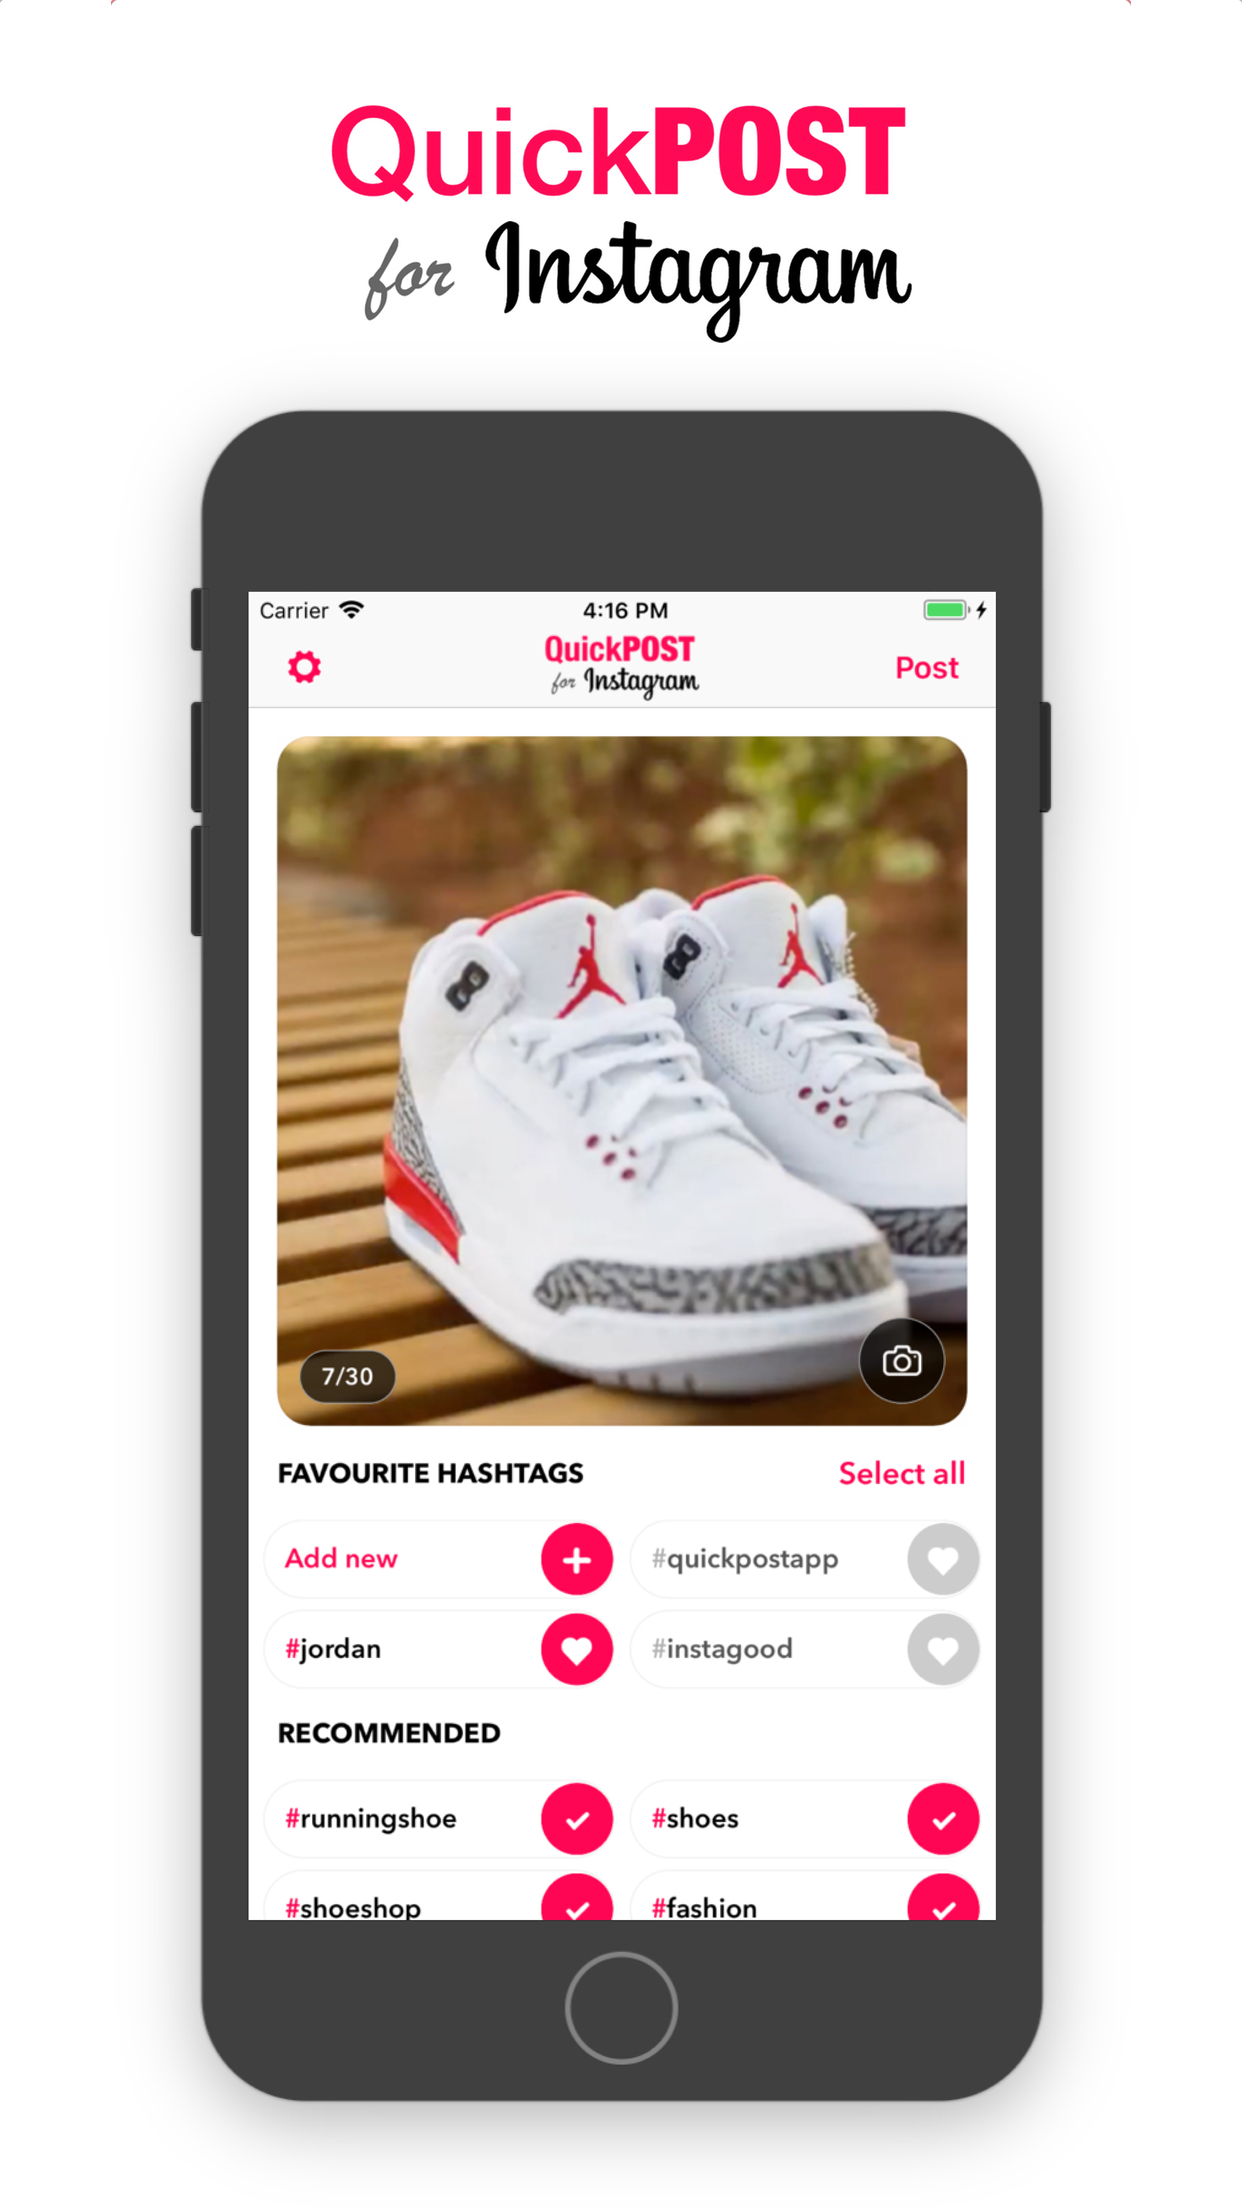 QuickPOST
for Instagram
Carrier 4:16 PM
QuickPOST
for Instagram
Post
7/30
FAVOURITE HASHTAGS Select all
Add new #quickpostapp
#jordan #instagood
RECOMMENDED
#runningshoe #shoes
#shoeshop #fashion